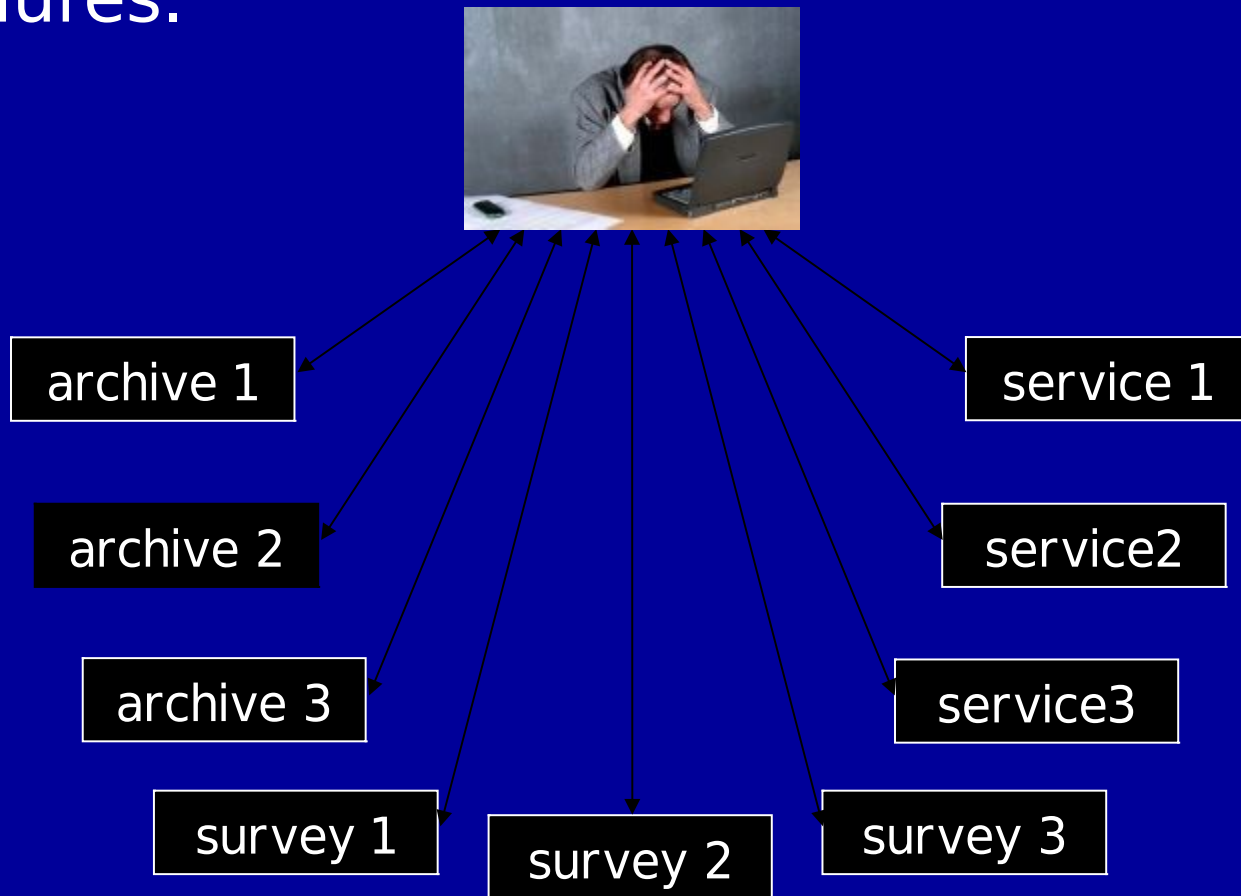 archive 1
service 1
archive 2
service2
archive 3
service3
survey 1
survey 2
survey 3